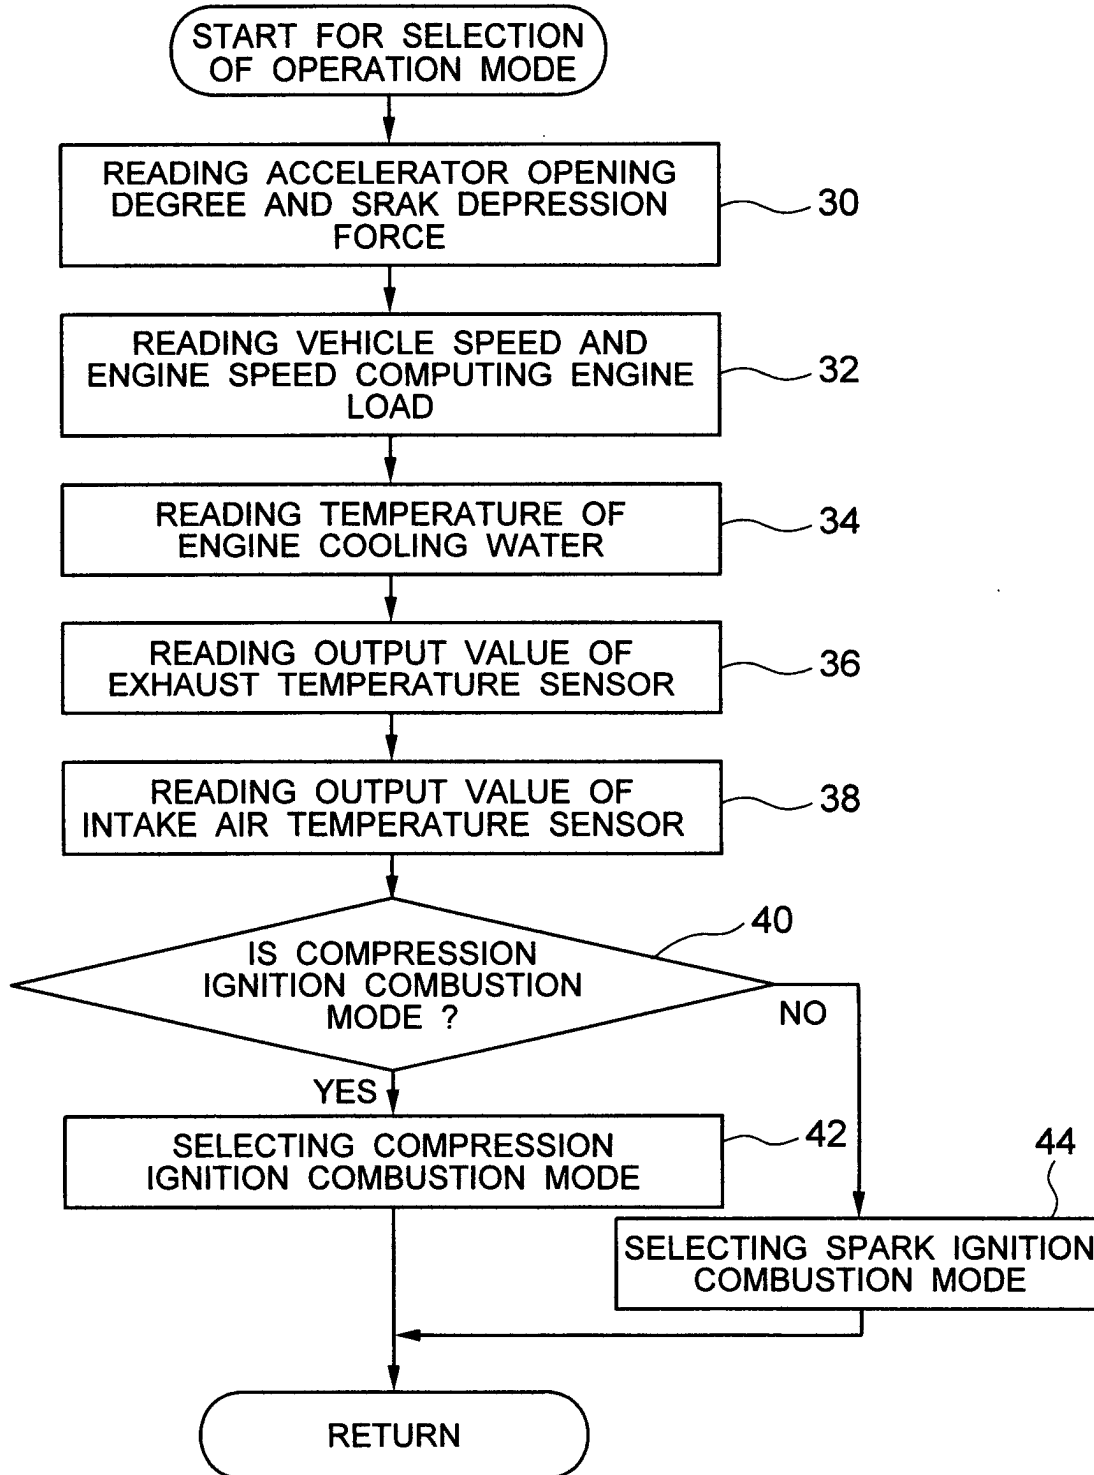 START FOR SELECTION
OF OPERATION MODE
READING ACCELERATOR OPENING
DEGREE AND SRAK DEPRESSION
FORCE
30
READING VEHICLE SPEED AND
ENGINE SPEED COMPUTING ENGINE
LOAD
32
READING TEMPERATURE OF
ENGINE COOLING WATER
34
READING OUTPUT VALUE OF
EXHAUST TEMPERATURE SENSOR
36
READING OUTPUT VALUE OF
INTAKE AIR TEMPERATURE SENSOR
38
IS COMPRESSION
IGNITION COMBUSTION
MODE ?
40
NO
YES
SELECTING COMPRESSION
IGNITION COMBUSTION MODE
42
44
SELECTING SPARK IGNITION
COMBUSTION MODE
RETURN